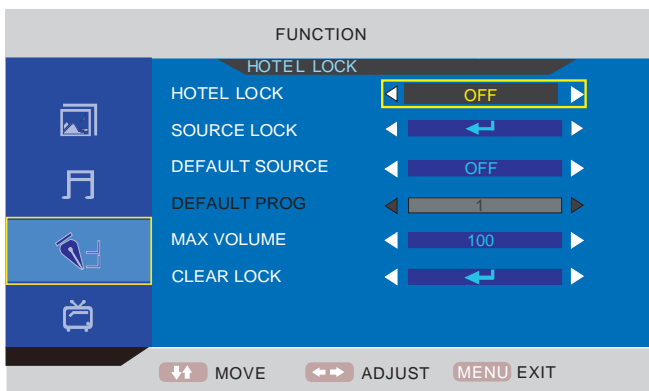 FUNCTION
HOTEL LOCK
HOTEL LOCK OFF
SOURCE LOCK
DEFAULT SOURCE OFF
DEFAULT PROG 1
MAX VOLUME 100
CLEAR LOCK
MOVE ADJUST MENU EXIT